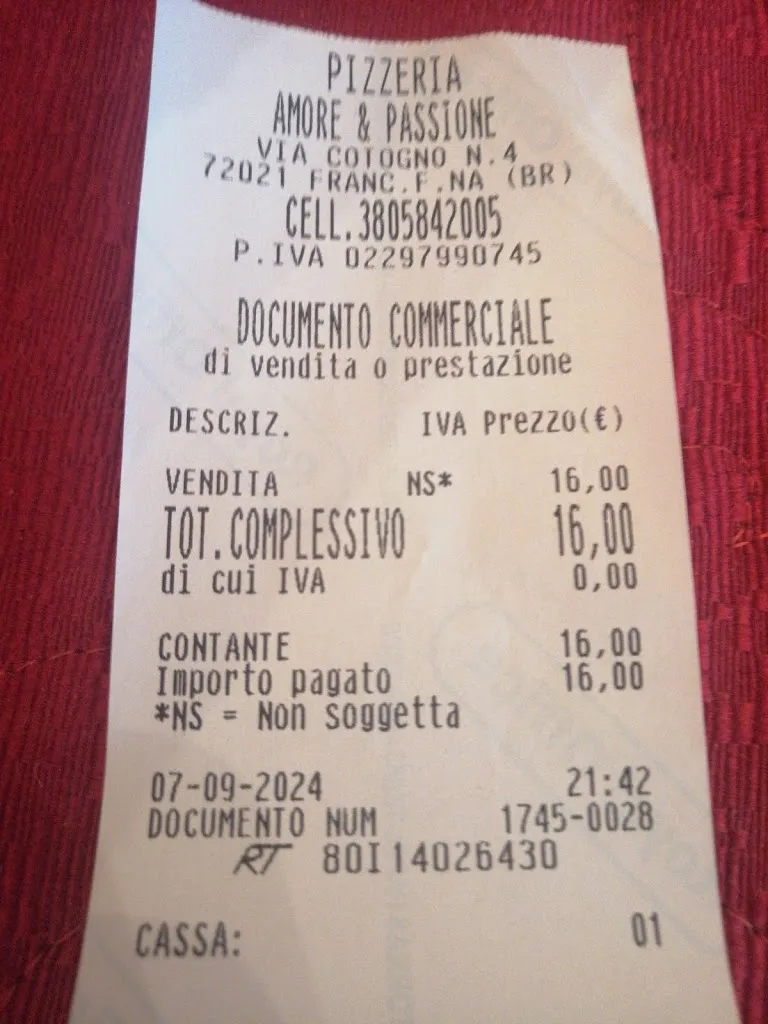 PIZZERIA
AMORE & PASSIONE
VIA COTOGNO N.4
72021 FRANC.F.NA (BR)
CELL.3805842005
P.IVA 02297990745
DOCUMENTO COMMERCIALE
di vendita o prestazione
DESCRIZ. IVA Prezzo(€)
VENDITA NS* 16,00
TOT.COMPLESSIVO 16,00
di cui IVA 0,00
CONTANTE 16,00
Importo pagato 16,00
*NS = Non soggetta
07-09-2024 21:42
DOCUMENTO NUM 1745-0028
RT 80I14026430
CASSA: 01